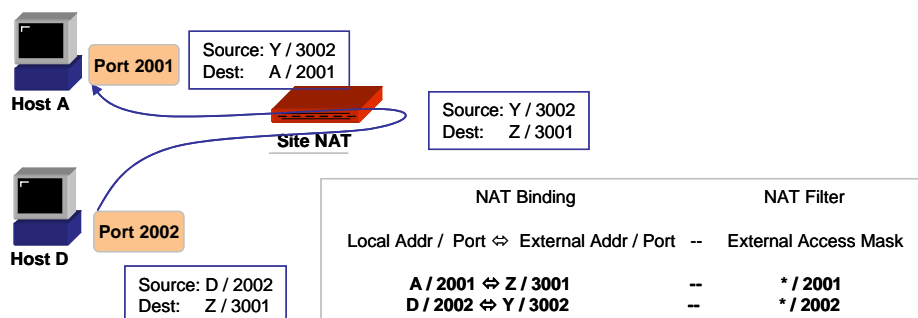 Source: Y / 3002
Dest: A / 2001
Port 2001
Host A
Site NAT
Source: Y / 3002
Dest: Z / 3001
Port 2002
Host D
Source: D / 2002
Dest: Z / 3001
NAT Binding NAT Filter
Local Addr / Port ⇔ External Addr / Port -- External Access Mask
A / 2001 ⇔ Z / 3001 -- * / 2001
D / 2002 ⇔ Y / 3002 -- * / 2002